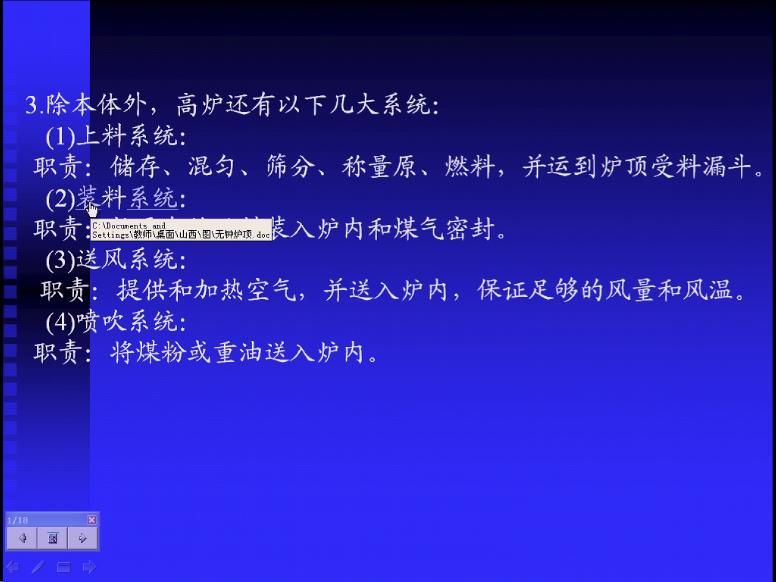 3.除本体外，高炉还有以下几大系统：
(1)上料系统：
职责：储存、混匀、筛分、称量原、燃料，并运到炉顶受料漏斗。
(2)装料系统：
职责：装入炉内和煤气密封。
C:\Documents and
Settings\教师\桌面\山西\图\无钟炉顶.doc
(3)送风系统：
职责：提供和加热空气，并送入炉内，保证足够的风量和风温。
(4)喷吹系统：
职责：将煤粉或重油送入炉内。
1/18